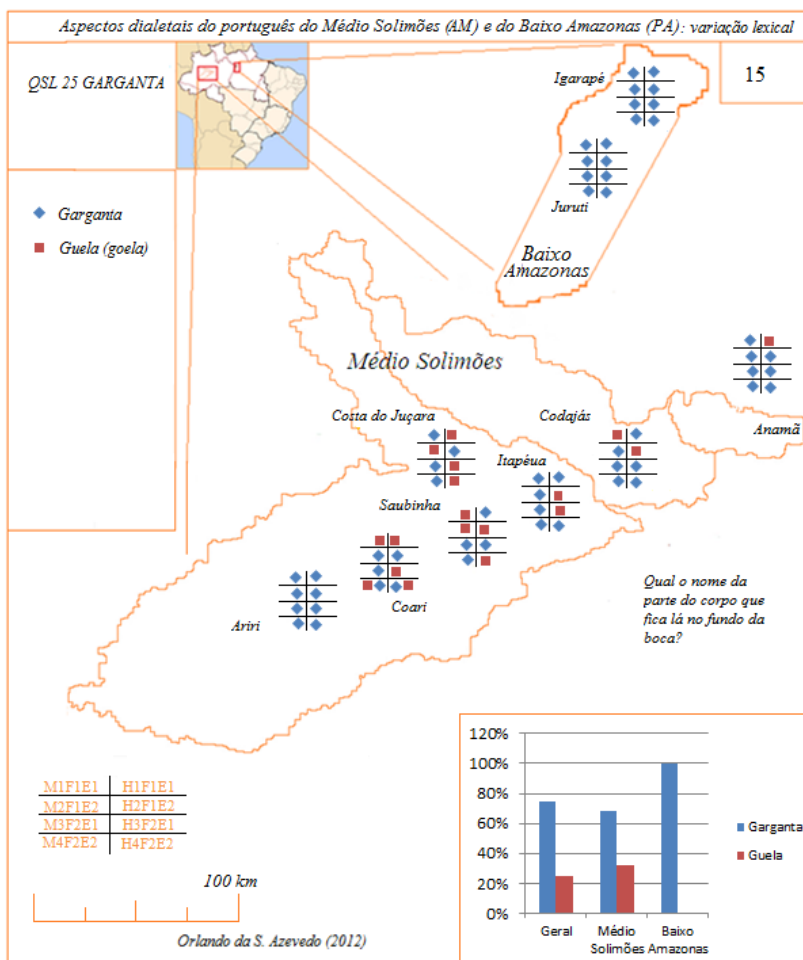 Aspectos dialetais do português do Médio Solimões (AM) e do Baixo Amazonas (PA): variação lexical
QSL 25 GARGANTA
15
Garganta
Guela (goela)
Igarapé
Juruti
Baixo
Amazonas
Médio Solimões
Anamã
Costa do Juçara
Codajás
Itapéua
Saubinha
Coari
Ariri
Qual o nome da
parte do corpo que
fica lá no fundo da
boca?
M1F1E1 H1F1E1
M2F1E2 H2F1E2
M3F2E1 H3F2E1
M4F2E2 H4F2E2
100 km
Orlando da S. Azevedo (2012)
120%
100%
80%
60%
40%
20%
0%
Geral
Médio
Solimões
Baixo
Amazonas
Garganta
Guela